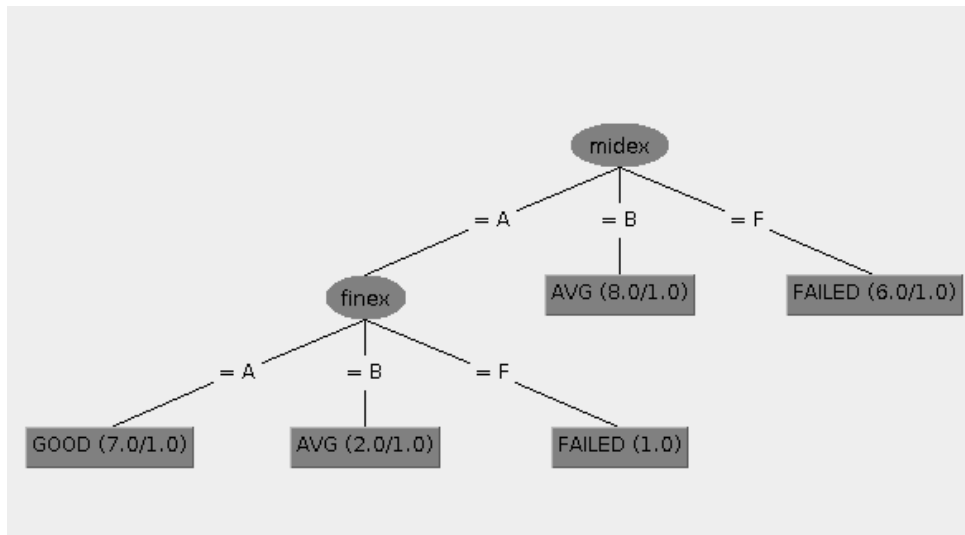 midex
= A
= B
= F
finex
AVG (8.0/1.0)
FAILED (6.0/1.0)
= A
= B
= F
GOOD (7.0/1.0)
AVG (2.0/1.0)
FAILED (1.0)